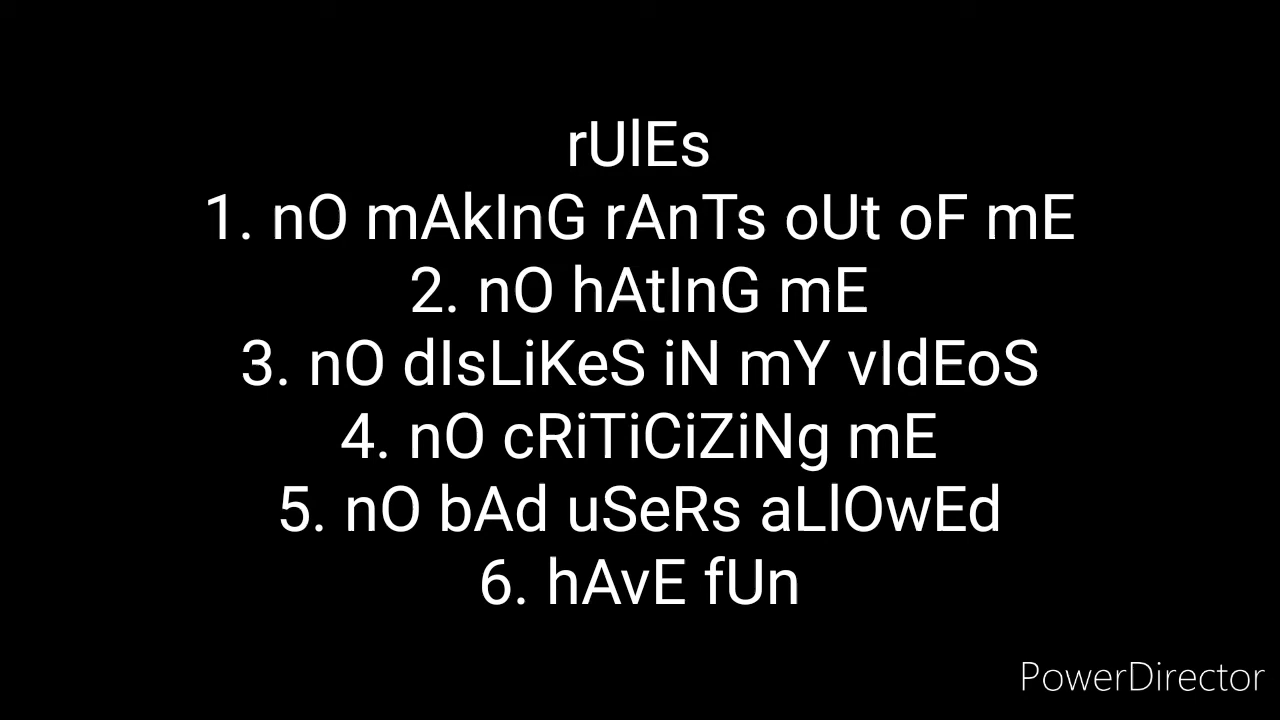 rUlEs
1. nO mAkInG rAnTs oUt oF mE
2. nO hAtInG mE
3. nO dIsLiKeS iN mY vIdEoS
4. nO cRiTiCiZiNg mE
5. nO bAd uSeRs aLlOwEd
6. hAvE fUn
PowerDirector